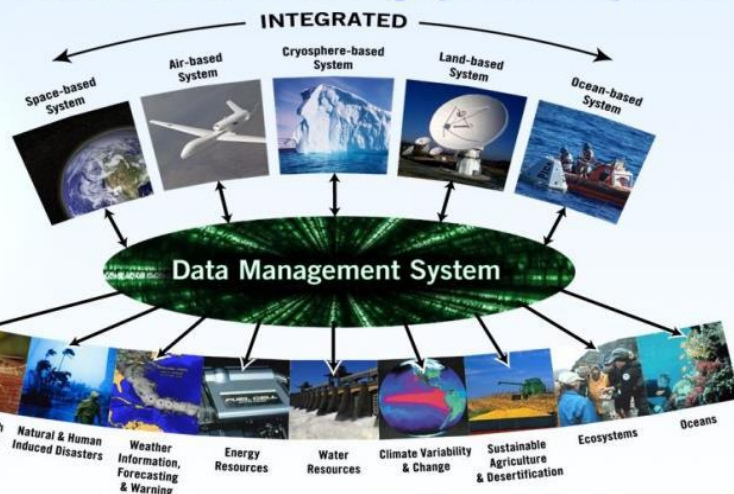 INTEGRATED
Space-based
System
Air-based
System
Cryosphere-based
System
Land-based
System
Ocean-based
System
Data Management System
FUEL CELL
Natural & Human
Induced Disasters
Weather
Information,
Forecasting
& Warning
Energy
Resources
Water
Resources
Climate Variability
& Change
Sustainable
Agriculture
& Desertification
Ecosystems
Oceans